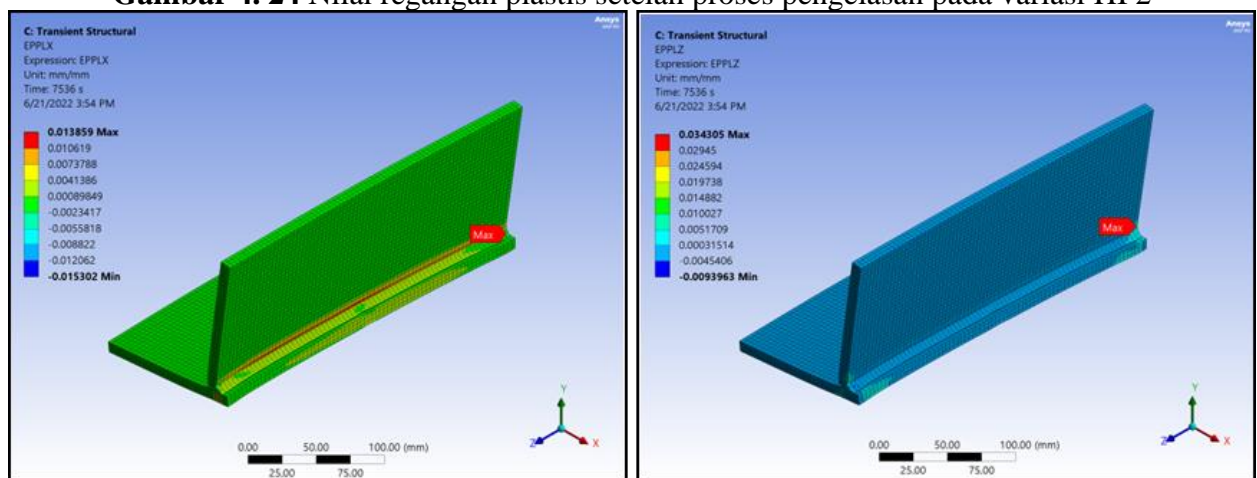 Gambar 4. 24 Nilai regangan plastis setelah proses pengelasan pada variasi HI 2
C: Transient Structural
EPPLX
Expression: EPPLX
Unit: mm/mm
Time: 7536 s
6/21/2022 3:54 PM
0.013859 Max
0.010619
0.0073788
0.0041386
0.00089849
-0.0023417
-0.0055818
-0.008822
-0.012062
-0.015302 Min
Ansys
Max
Y
Z
X
0.00 50.00 100.00 (mm)
25.00 75.00
C: Transient Structural
EPPLZ
Expression: EPPLZ
Unit: mm/mm
Time: 7536 s
6/21/2022 3:54 PM
0.034305 Max
0.02945
0.024594
0.019738
0.014882
0.010027
0.0051709
0.00031514
-0.0045406
-0.0093963 Min
Ansys
Max
Y
Z
X
0.00 50.00 100.00 (mm)
25.00 75.00